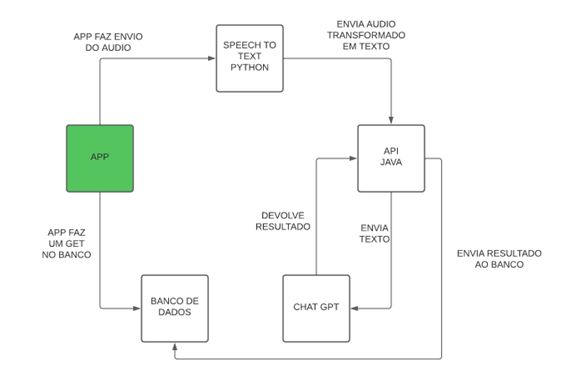 APP FAZ ENVIO
DO AUDIO
SPEECH TO
TEXT
PYTHON
ENVIA AUDIO
TRANSFORMADO
EM TEXTO
APP
API
JAVA
APP FAZ
UM GET
NO BANCO
DEVOLVE
RESULTADO
ENVIA
TEXTO
ENVIA RESULTADO
AO BANCO
BANCO DE
DADOS
CHAT GPT